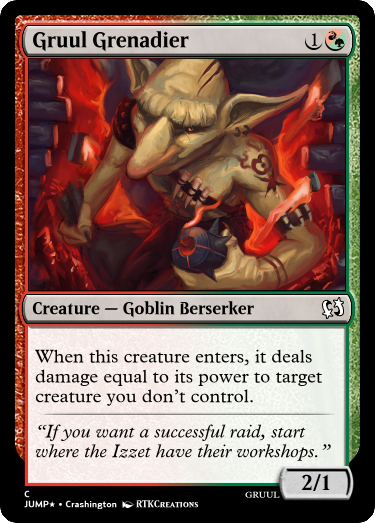 Gruul Grenadier 1
Creature — Goblin Berserker
When this creature enters, it deals
damage equal to its power to target
creature you don't control.
"If you want a successful raid, start
where the Izzet have their workshops."
2/1
C
GRUUL
JUMP★ • Crashington RTKCreations